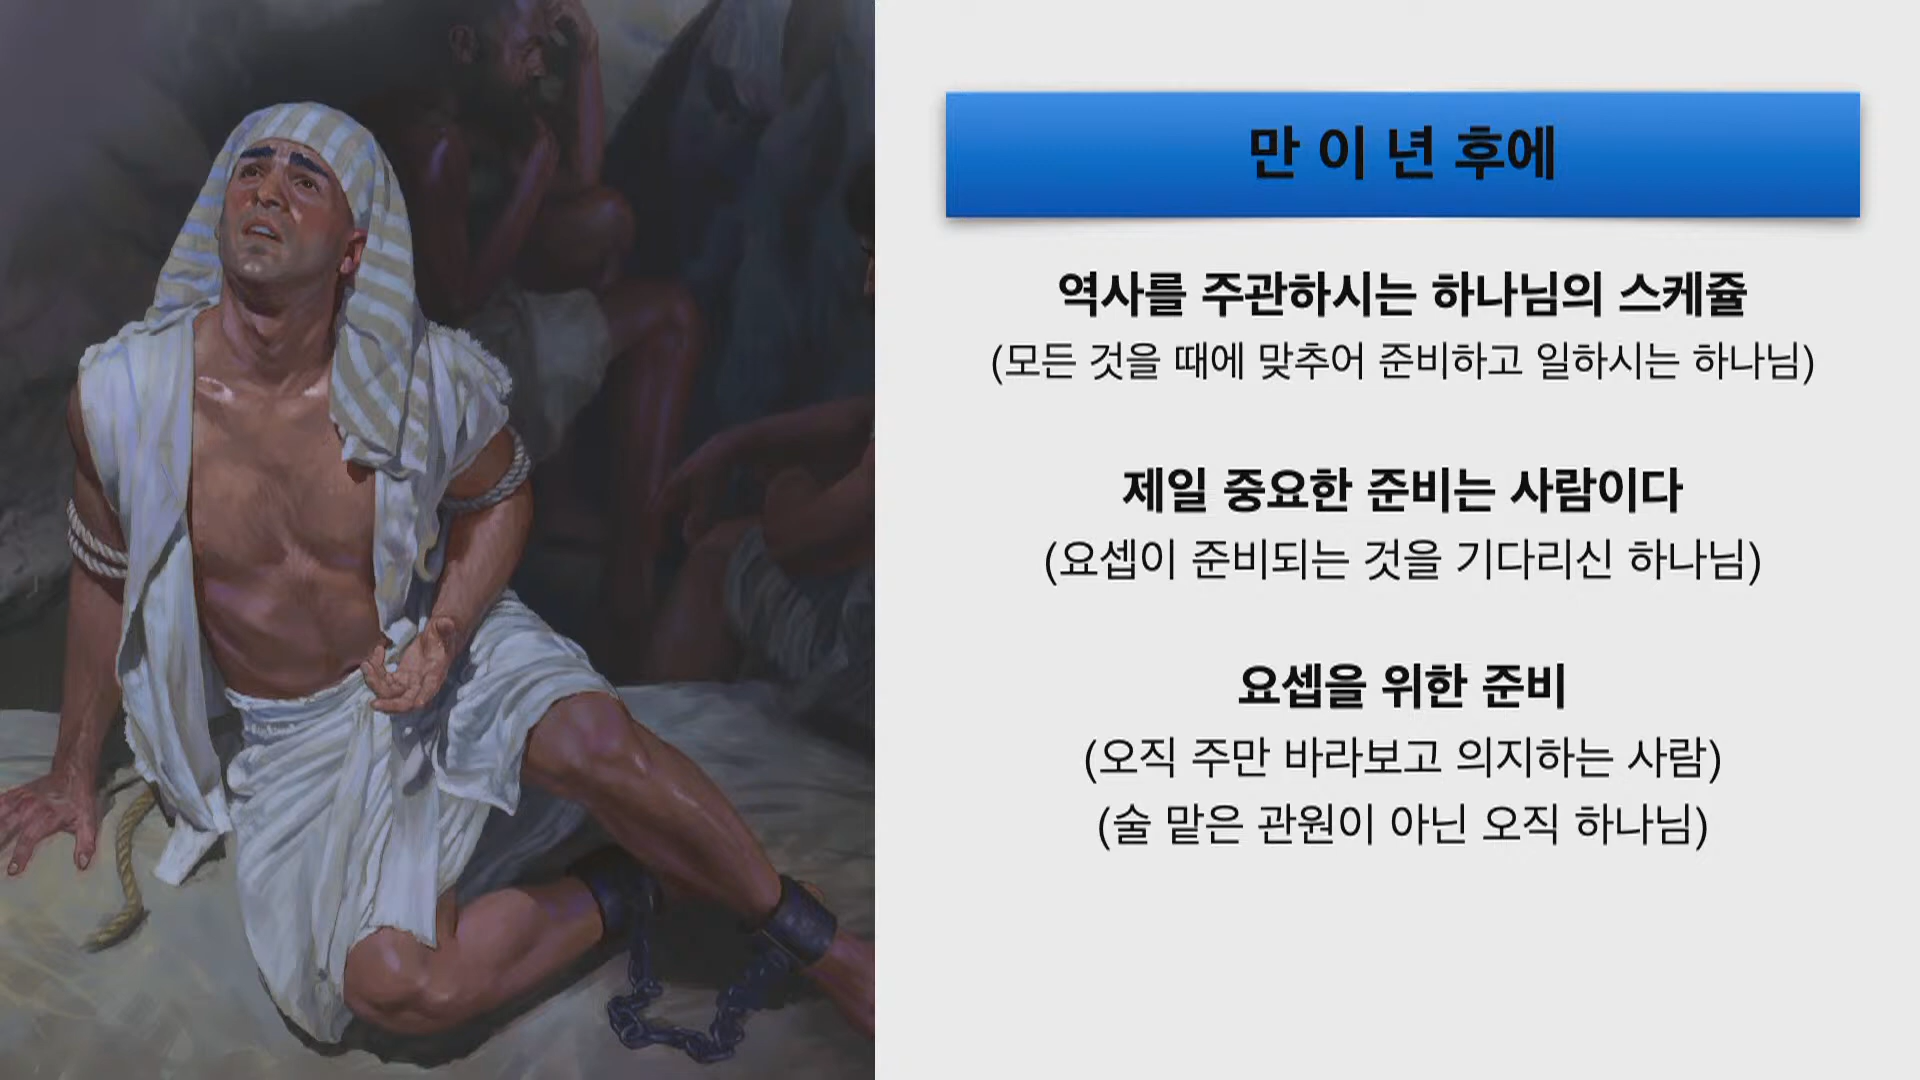 만 이 년 후에
역사를 주관하시는 하나님의 스케쥴
(모든 것을 때에 맞추어 준비하고 일하시는 하나님)
제일 중요한 준비는 사람이다
(요셉이 준비되는 것을 기다리신 하나님)
요셉을 위한 준비
(오직 주만 바라보고 의지하는 사람)
(술 맡은 관원이 아닌 오직 하나님)